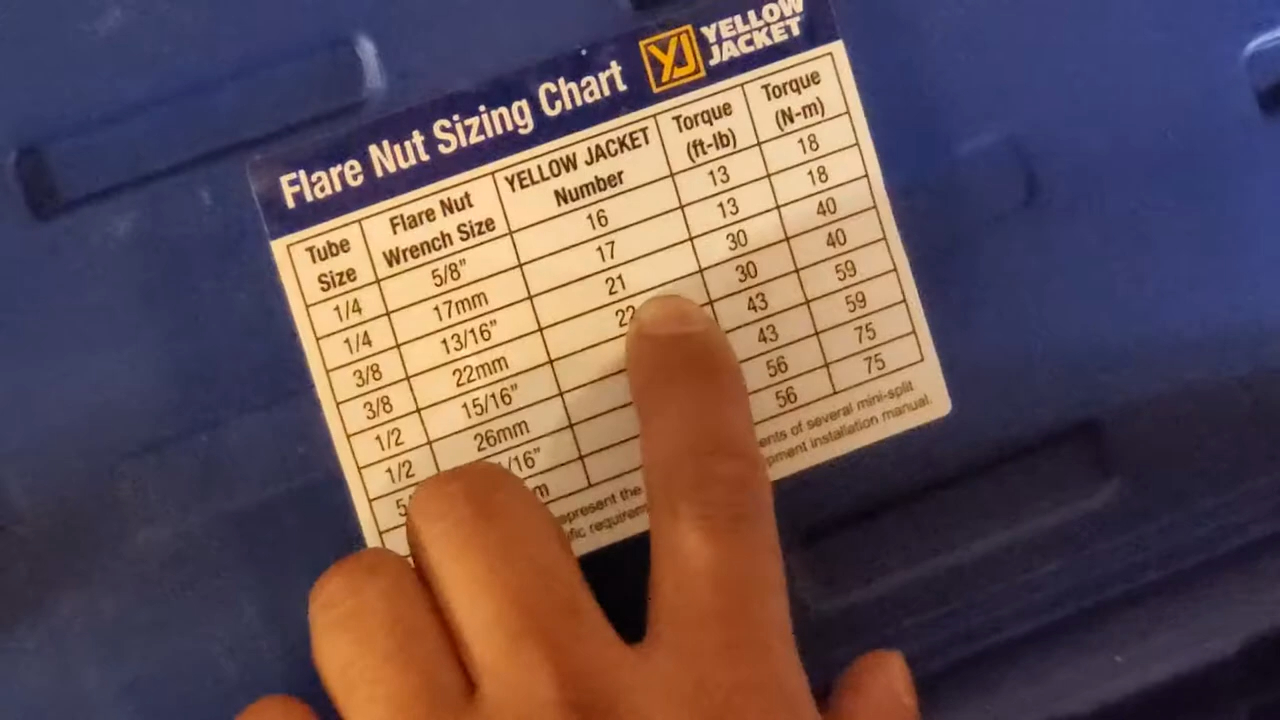 YJ YELLOW
JACKET
Flare Nut Sizing Chart
Tube Size Flare Nut Wrench Size YELLOW JACKET Number Torque (ft-lb) Torque (N-m)
1/4 5/8" 16 13 18
1/4 17mm 17 13 18
3/8 13/16" 21 30 40
3/8 22mm 22 30 40
1/2 15/16" 43 59
1/2 26mm 43 59
/16" 56 75
56 75
the ents of several mini-split
requirem pment installation manual.